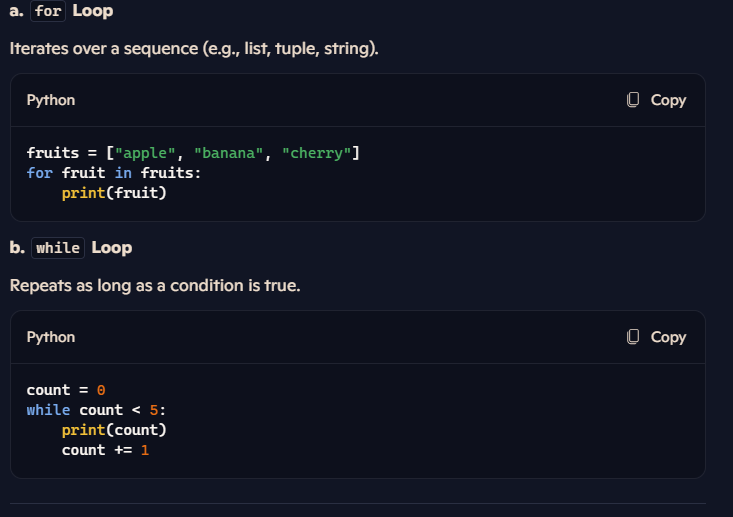 a. for Loop
Iterates over a sequence (e.g., list, tuple, string).
Python Copy
fruits = ["apple", "banana", "cherry"]
for fruit in fruits:
    print(fruit)
b. while Loop
Repeats as long as a condition is true.
Python Copy
count = 0
while count < 5:
    print(count)
    count += 1